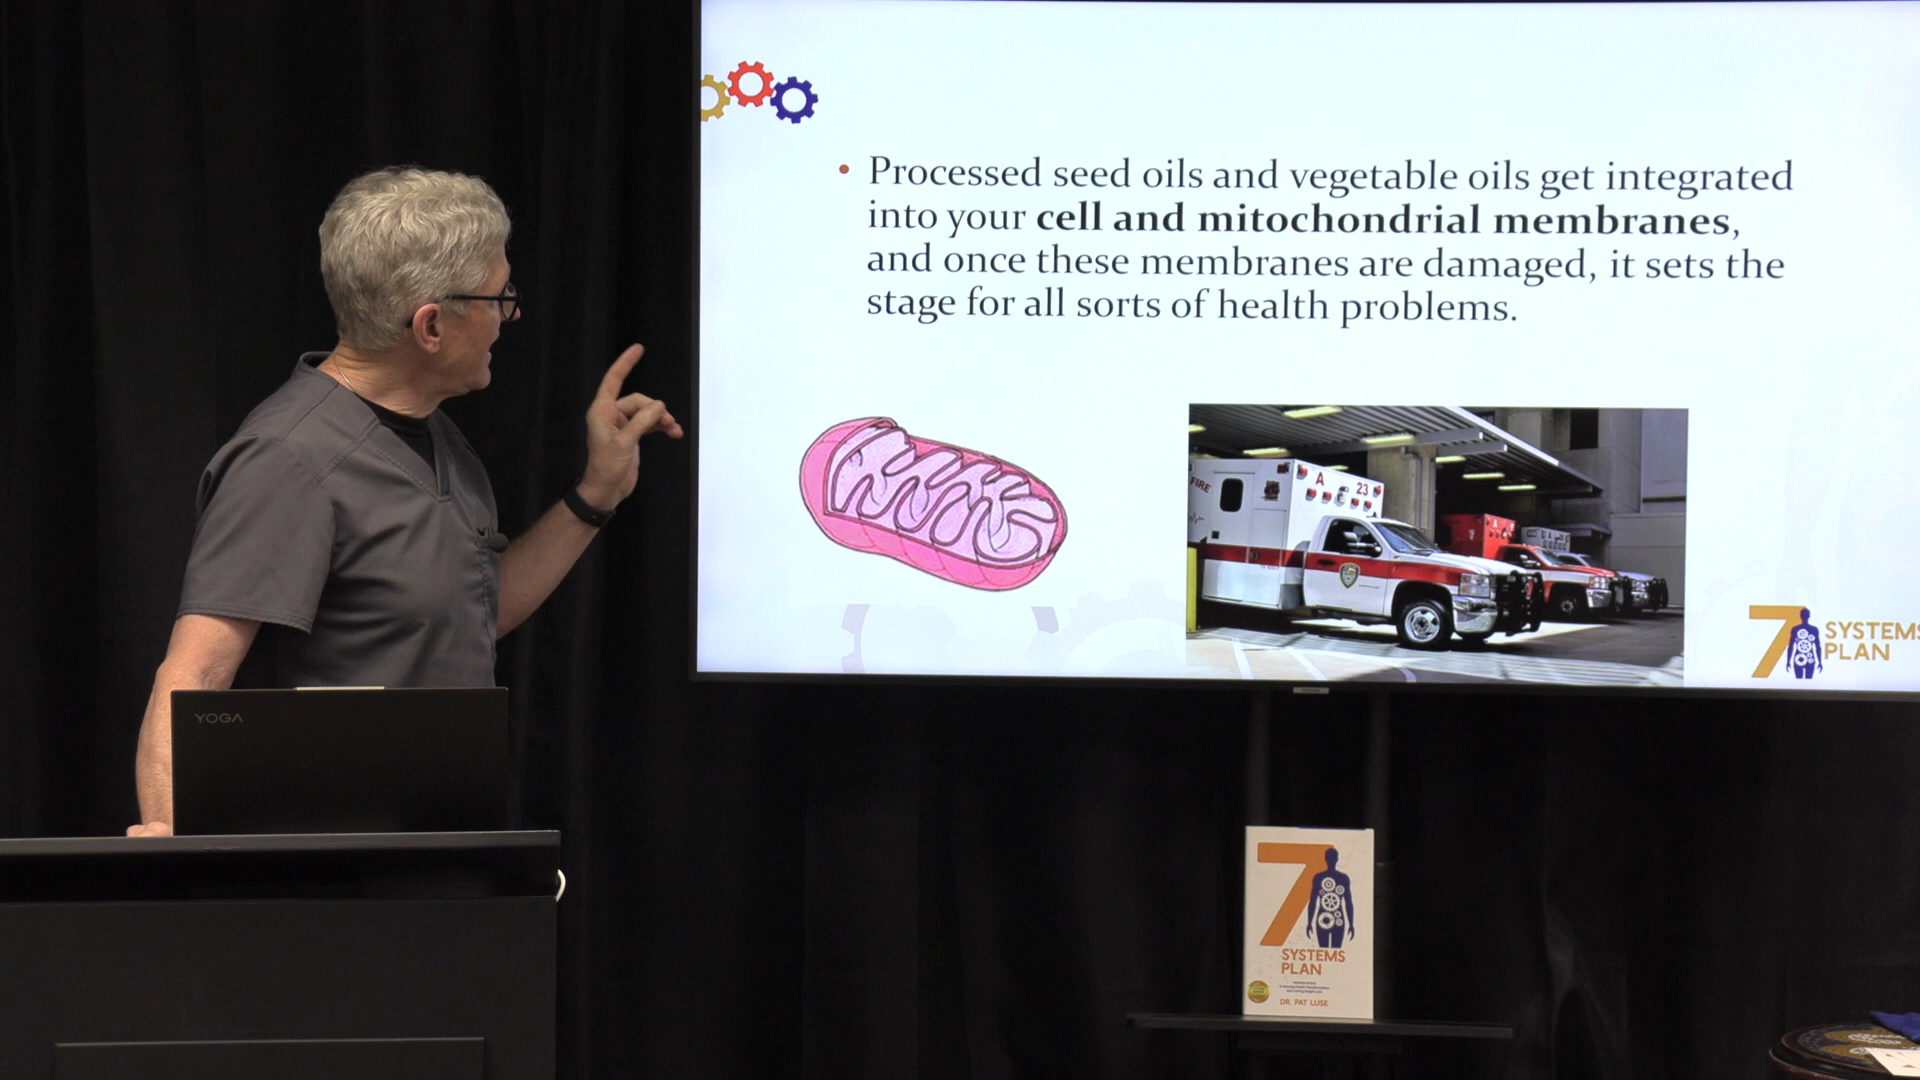 Processed seed oils and vegetable oils get integrated
into your cell and mitochondrial membranes,
and once these membranes are damaged, it sets the
stage for all sorts of health problems.
FIRE
A
23
7
SYSTEMS
PLAN
YOGA
7
SYSTEMS
PLAN
DR. PAT LUSE